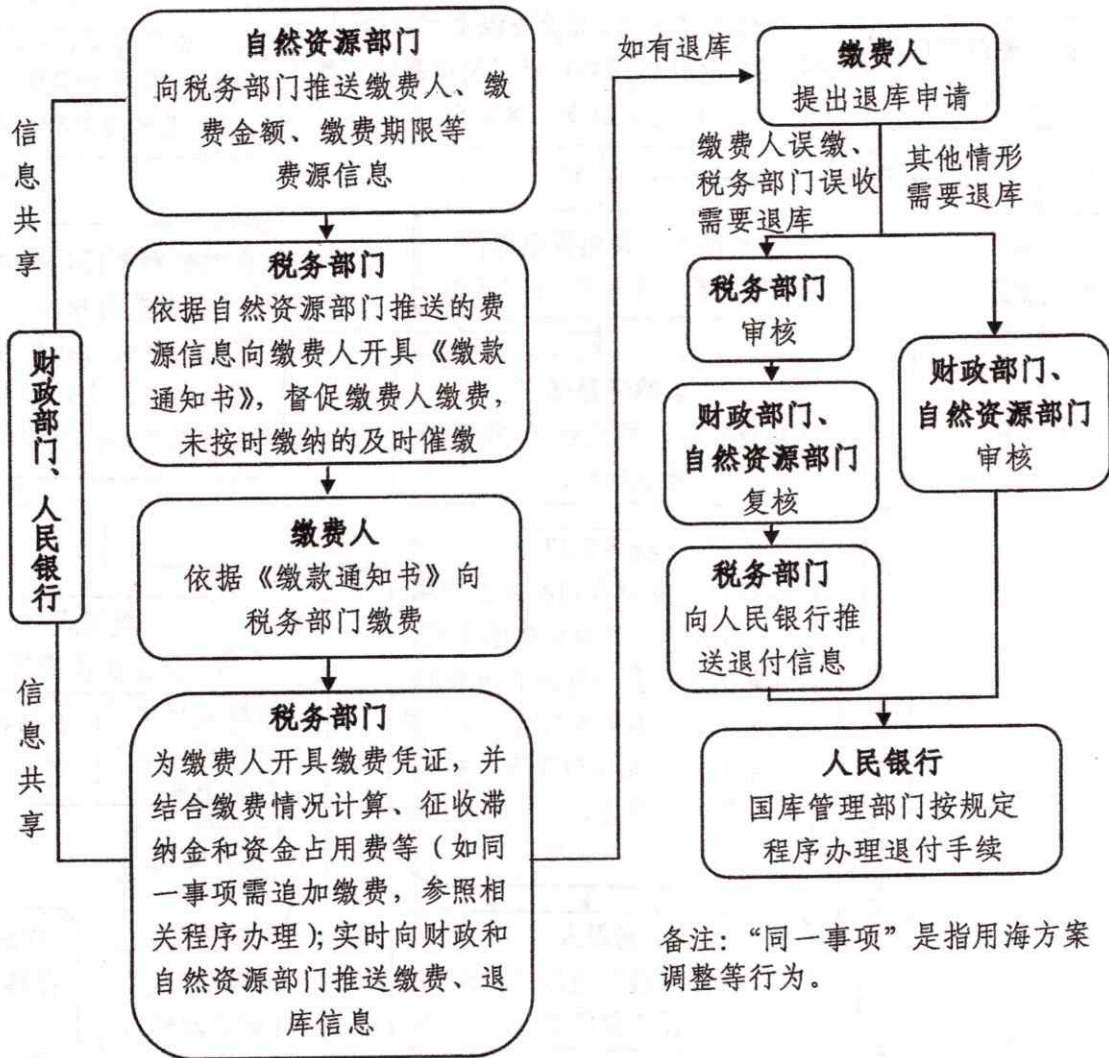 自然资源部门
向税务部门推送缴费人、缴
费金额、缴费期限等
费源信息
信息共享
税务部门
依据自然资源部门推送的费
源信息向缴费人开具《缴款
通知书》，督促缴费人缴费，
未按时缴纳的及时催缴
财政部门、人民银行
缴费人
依据《缴款通知书》向
税务部门缴费
信息共享
税务部门
为缴费人开具缴费凭证，并
结合缴费情况计算、征收滞
纳金和资金占用费等（如同
一事项需追加缴费，参照相
关程序办理）；实时向财政和
自然资源部门推送缴费、退
库信息
如有退库
缴费人
提出退库申请
缴费人误缴、
税务部门误收
需要退库
其他情形
需要退库
税务部门
审核
财政部门、
自然资源部门
复核
税务部门
向人民银行推
送退付信息
财政部门、
自然资源部门
审核
人民银行
国库管理部门按规定
程序办理退付手续
备注：“同一事项”是指用海方案
调整等行为。